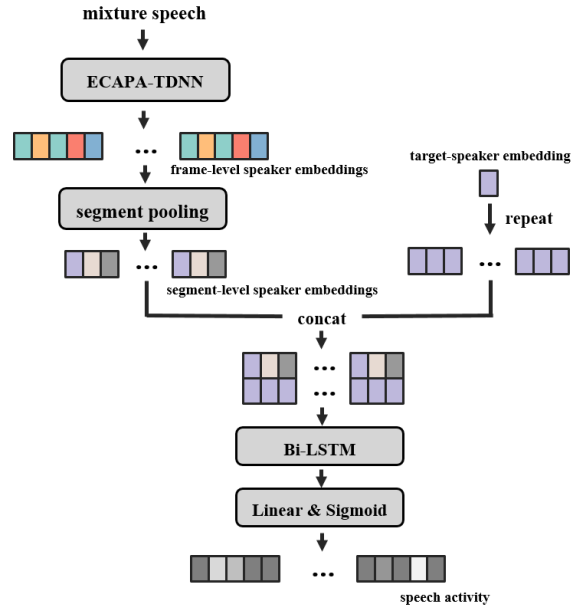 mixture speech
ECAPA-TDNN
...
frame-level speaker embeddings
target-speaker embedding
segment pooling
repeat
...
...
segment-level speaker embeddings
concat
...
...
Bi-LSTM
Linear & Sigmoid
...
speech activity